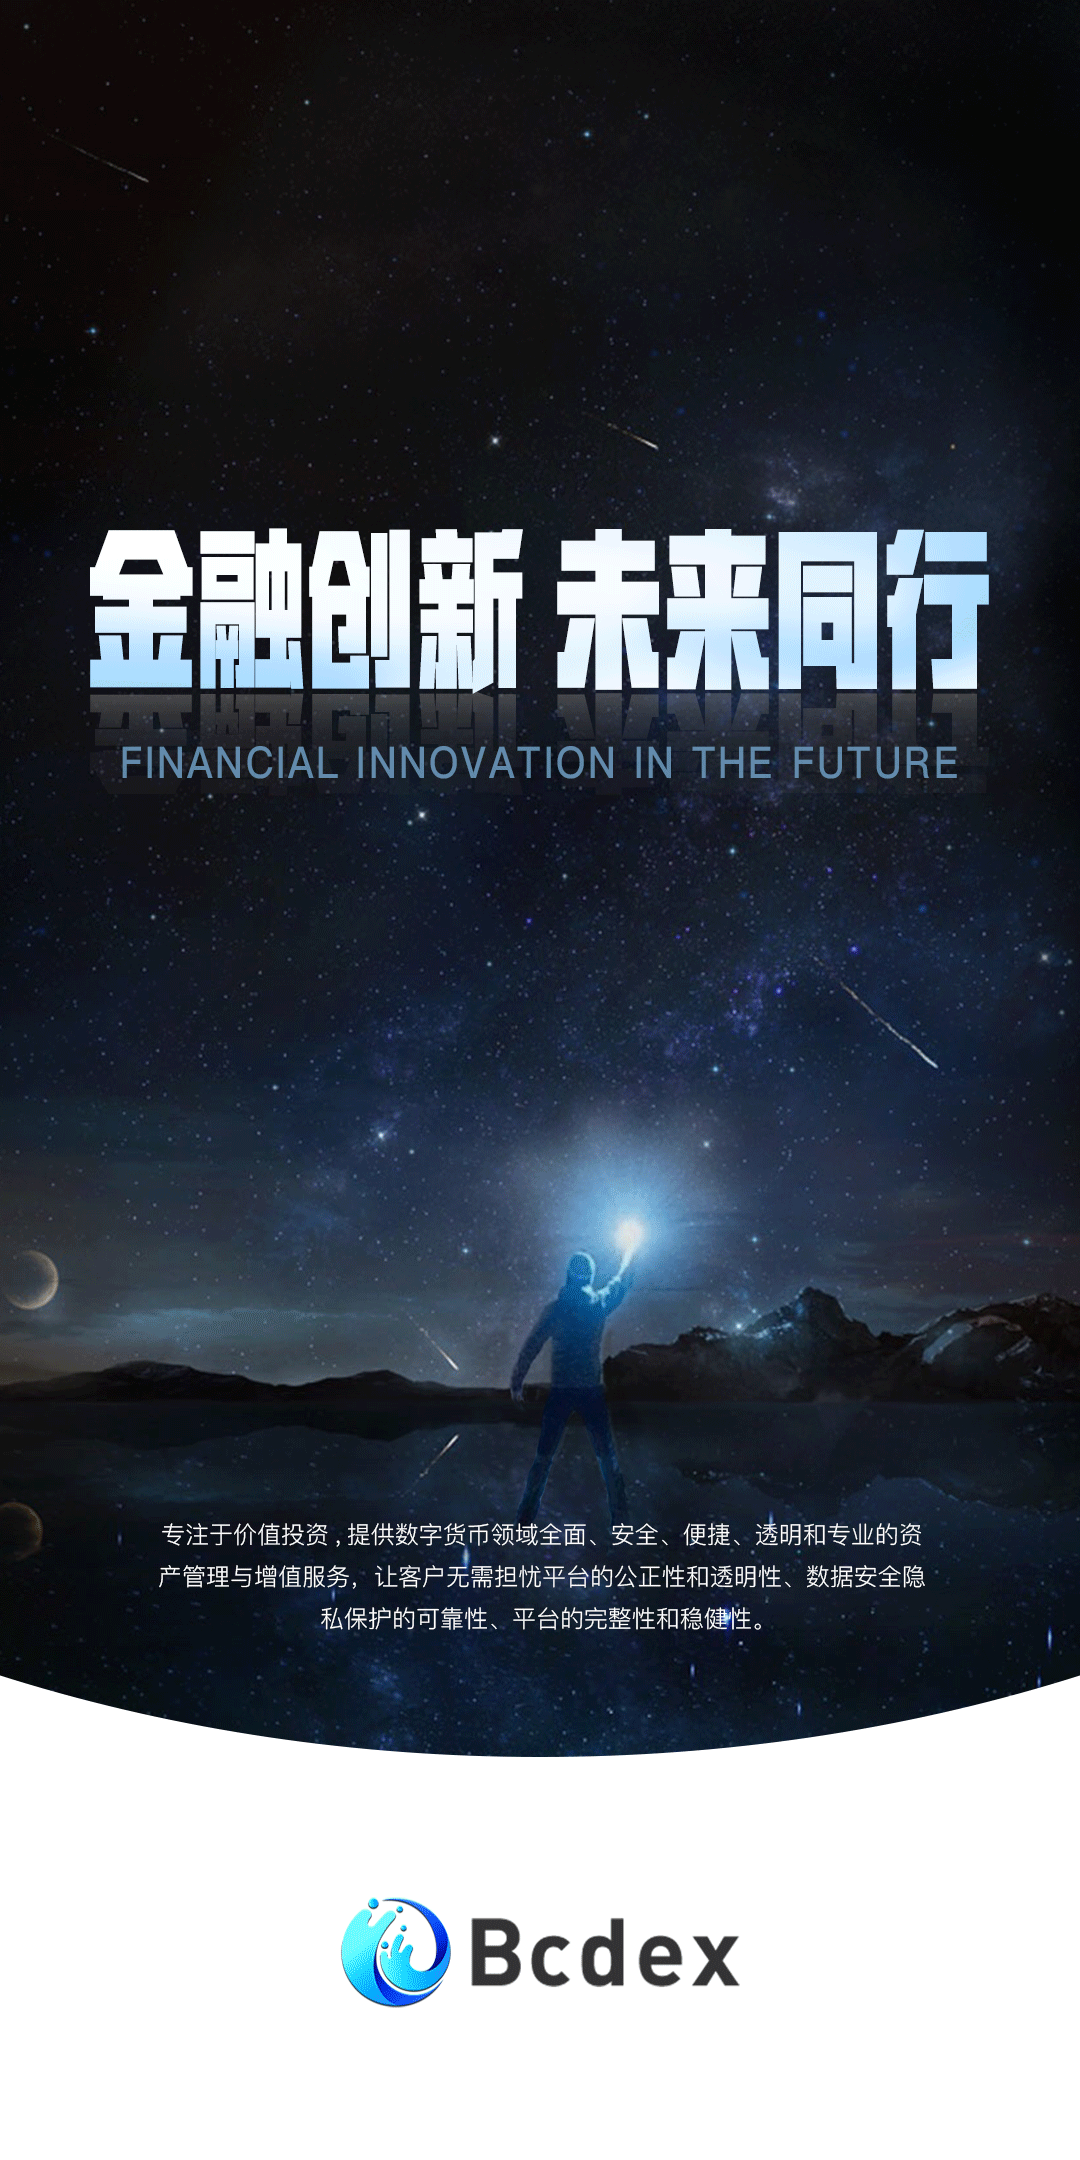 金融创新 未来同行
FINANCIAL INNOVATION IN THE FUTURE
专注于价值投资,提供数字货币领域全面、安全、便捷、透明和专业的资
产管理与增值服务，让客户无需担忧平台的公正性和透明性、数据安全隐
私保护的可靠性、平台的完整性和稳健性。
Bcdex